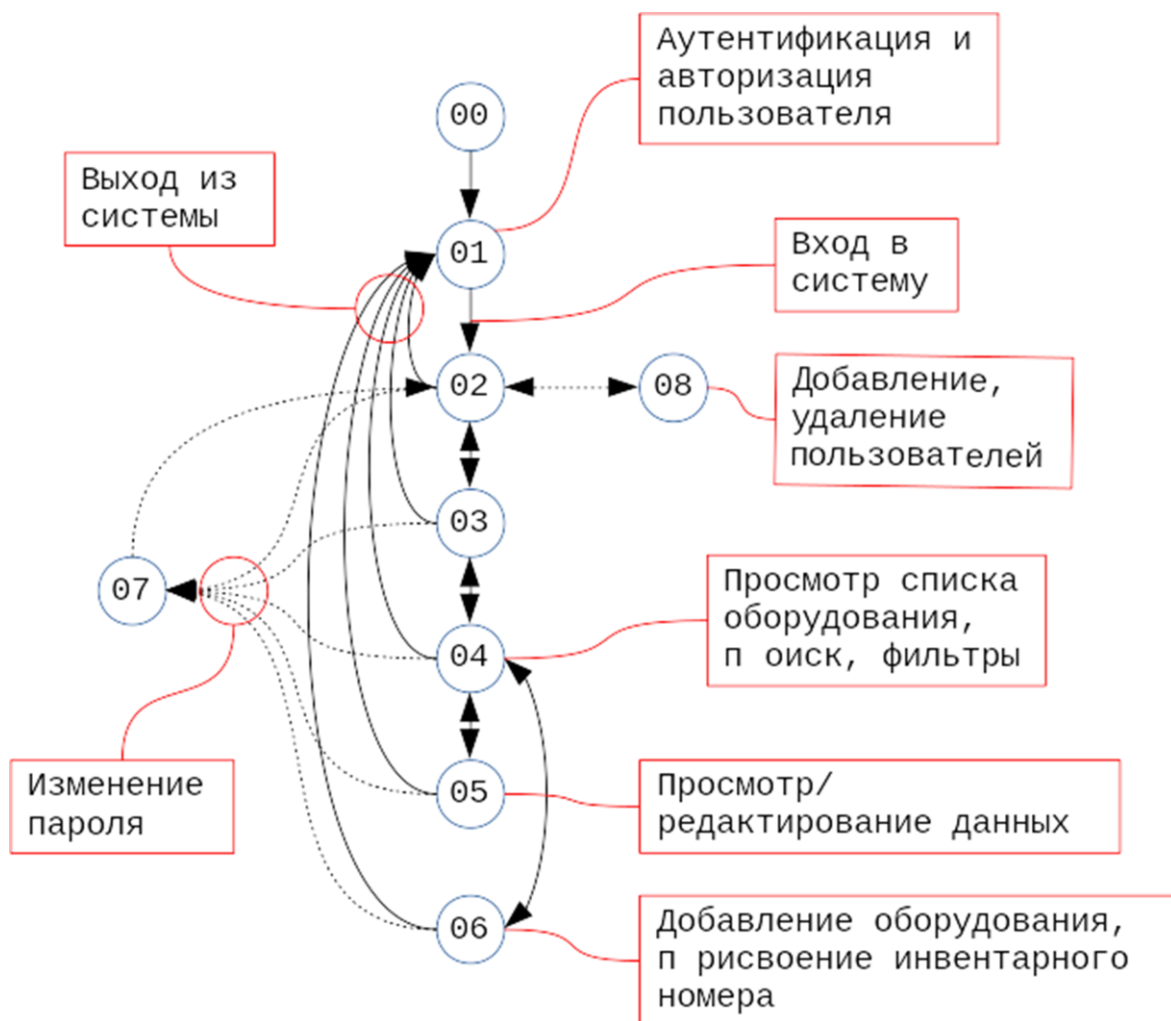 Аутентификация и
авторизация
пользователя
00
Выход из
системы
01
Вход в
систему
02
08
Добавление,
удаление
пользователей
03
07
Просмотр списка
оборудования,
п оиск, фильтры
04
Изменение
пароля
05
Просмотр/
редактирование данных
06
Добавление оборудования,
п рисвоение инвентарного
номера